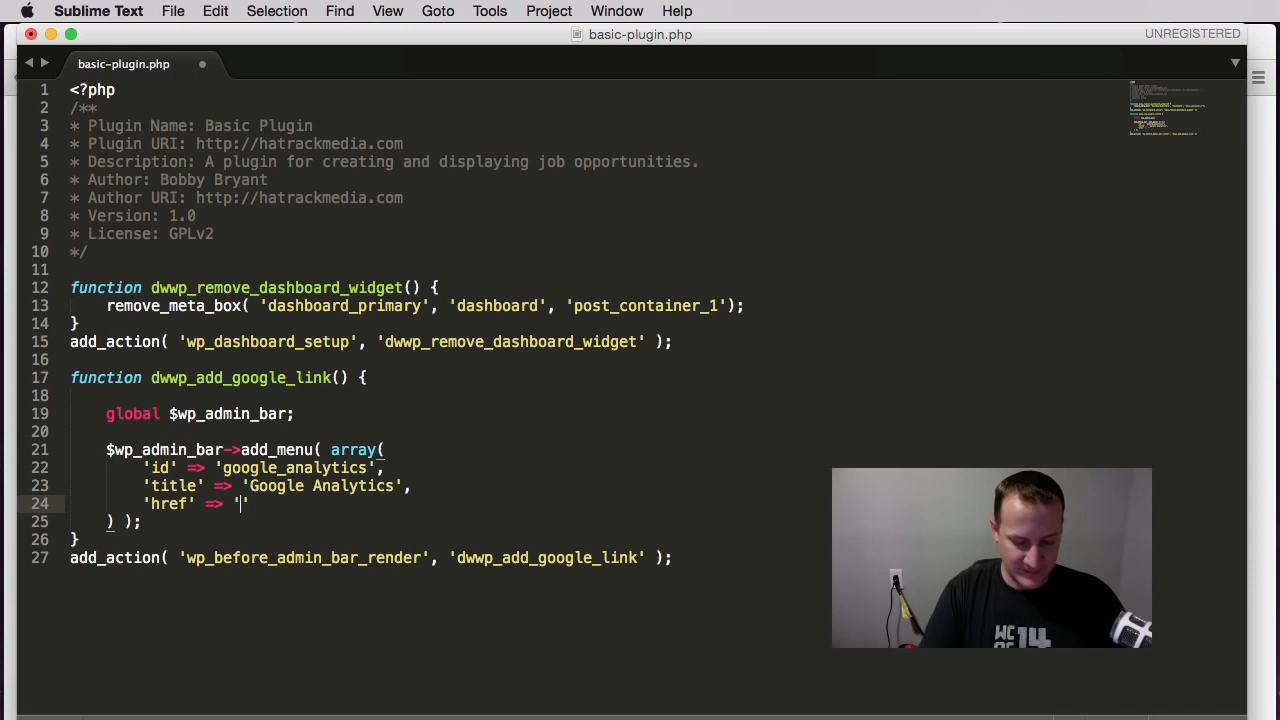 Sublime Text File Edit Selection Find View Goto Tools Project Window Help
basic-plugin.php UNREGISTERED
basic-plugin.php
1 <?php
2 /**
3 * Plugin Name: Basic Plugin
4 * Plugin URI: http://hatrackmedia.com
5 * Description: A plugin for creating and displaying job opportunities.
6 * Author: Bobby Bryant
7 * Author URI: http://hatrackmedia.com
8 * Version: 1.0
9 * License: GPLv2
10 */
11
12 function dwwp_remove_dashboard_widget() {
13 remove_meta_box( 'dashboard_primary', 'dashboard', 'post_container_1');
14 }
15 add_action( 'wp_dashboard_setup', 'dwwp_remove_dashboard_widget' );
16
17 function dwwp_add_google_link() {
18
19 global $wp_admin_bar;
20
21 $wp_admin_bar->add_menu( array(
22 'id' => 'google_analytics',
23 'title' => 'Google Analytics',
24 'href' => ''
25 ) );
26 }
27 add_action( 'wp_before_admin_bar_render', 'dwwp_add_google_link' );
WC
14